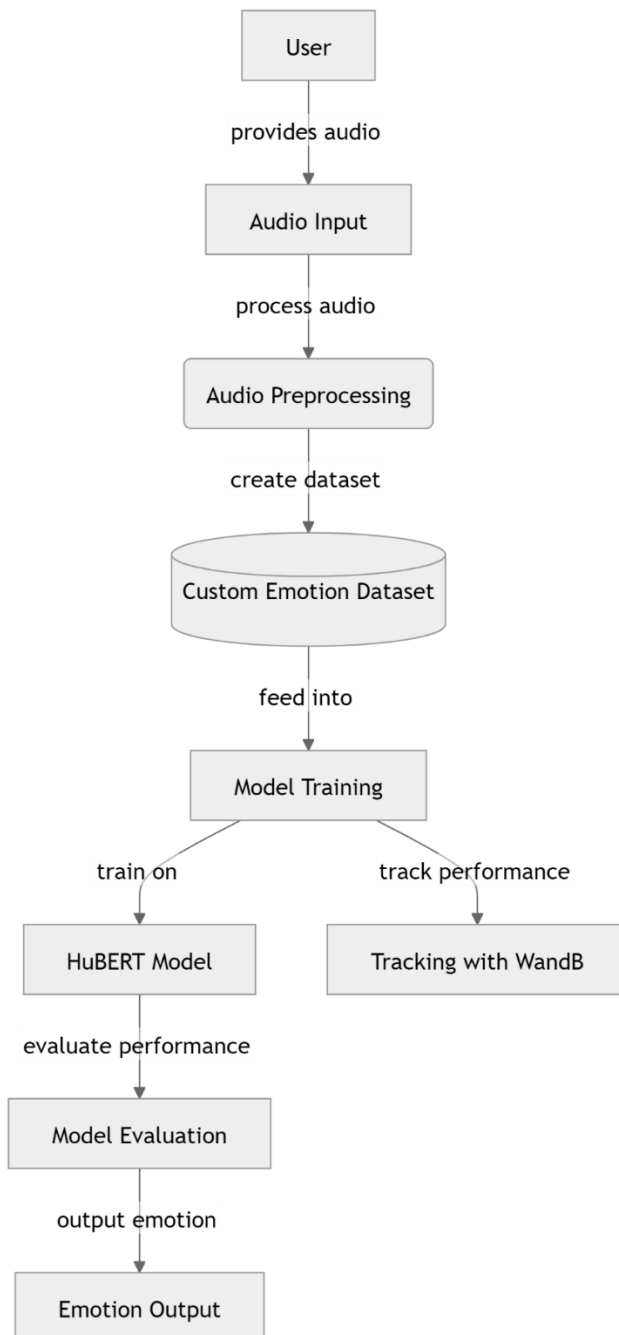 User
provides audio
Audio Input
process audio
Audio Preprocessing
create dataset
Custom Emotion Dataset
feed into
Model Training
train on
track performance
HuBERT Model
Tracking with WandB
evaluate performance
Model Evaluation
output emotion
Emotion Output